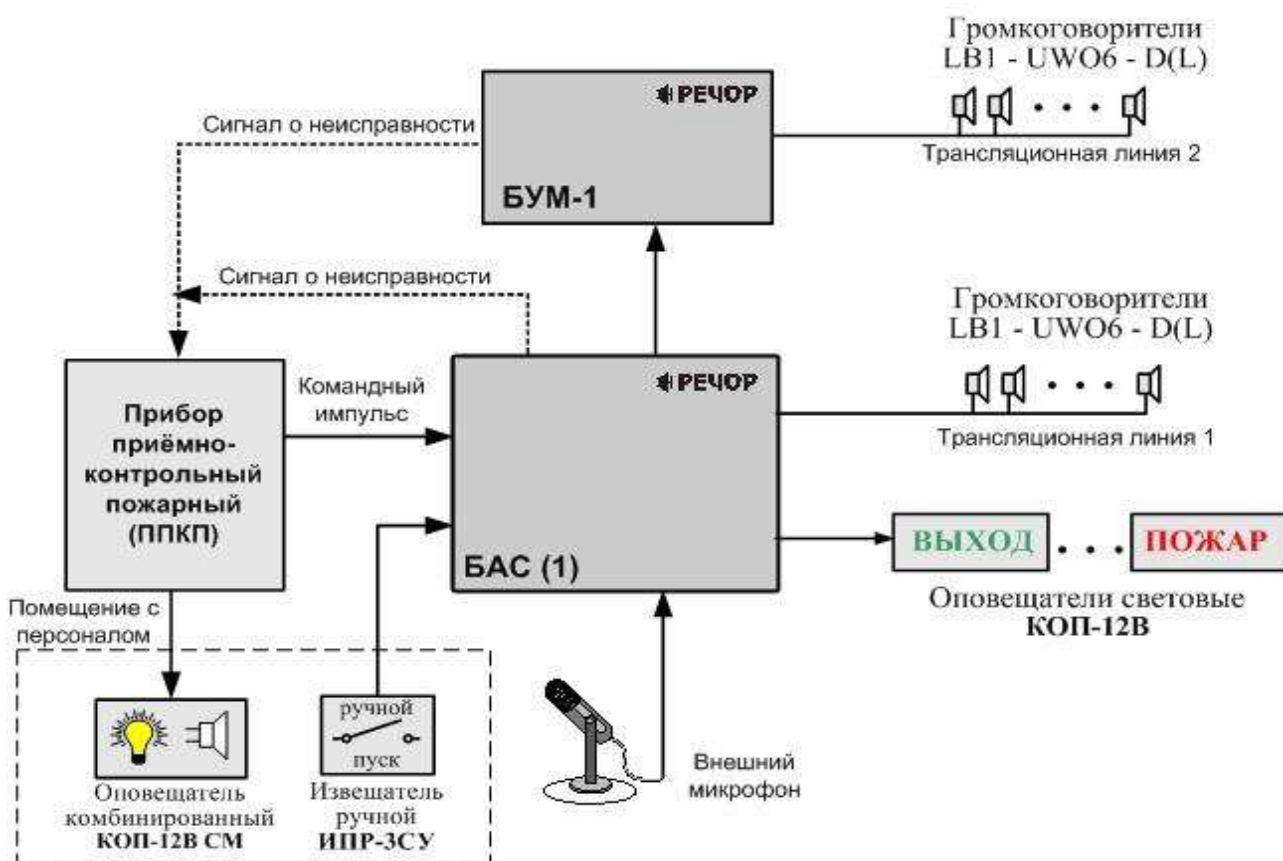 Громкоговорители
LB1 - UWO6 - D(L)
РЕЧОР
Сигнал о неисправности
Трансляционная линия 2
БУМ-1
Сигнал о неисправности
Громкоговорители
LB1 - UWO6 - D(L)
РЕЧОР
Командный
импульс
Прибор
приёмно-
контрольный
пожарный
(ППКП)
Трансляционная линия 1
БАС (1)
ВЫХОД
ПОЖАР
Оповещатели световые
КОП-12В
Помещение с
персоналом
ручной
пуск
Внешний
микрофон
Оповещатель
комбинированный
КОП-12В СМ
Извещатель
ручной
ИПР-3СУ